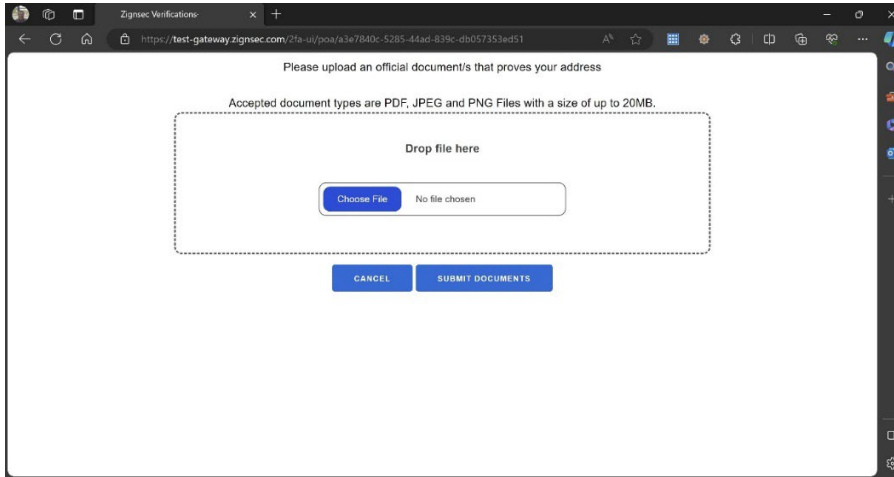 Zignsec Verifications-
https://test-gateway.zignsec.com/2fa-ui/poa/a3e7840c-5285-44ad-839c-db057353ed51
Please upload an official document/s that proves your address
Accepted document types are PDF, JPEG and PNG Files with a size of up to 20MB.
Drop file here
Choose File No file chosen
CANCEL SUBMIT DOCUMENTS